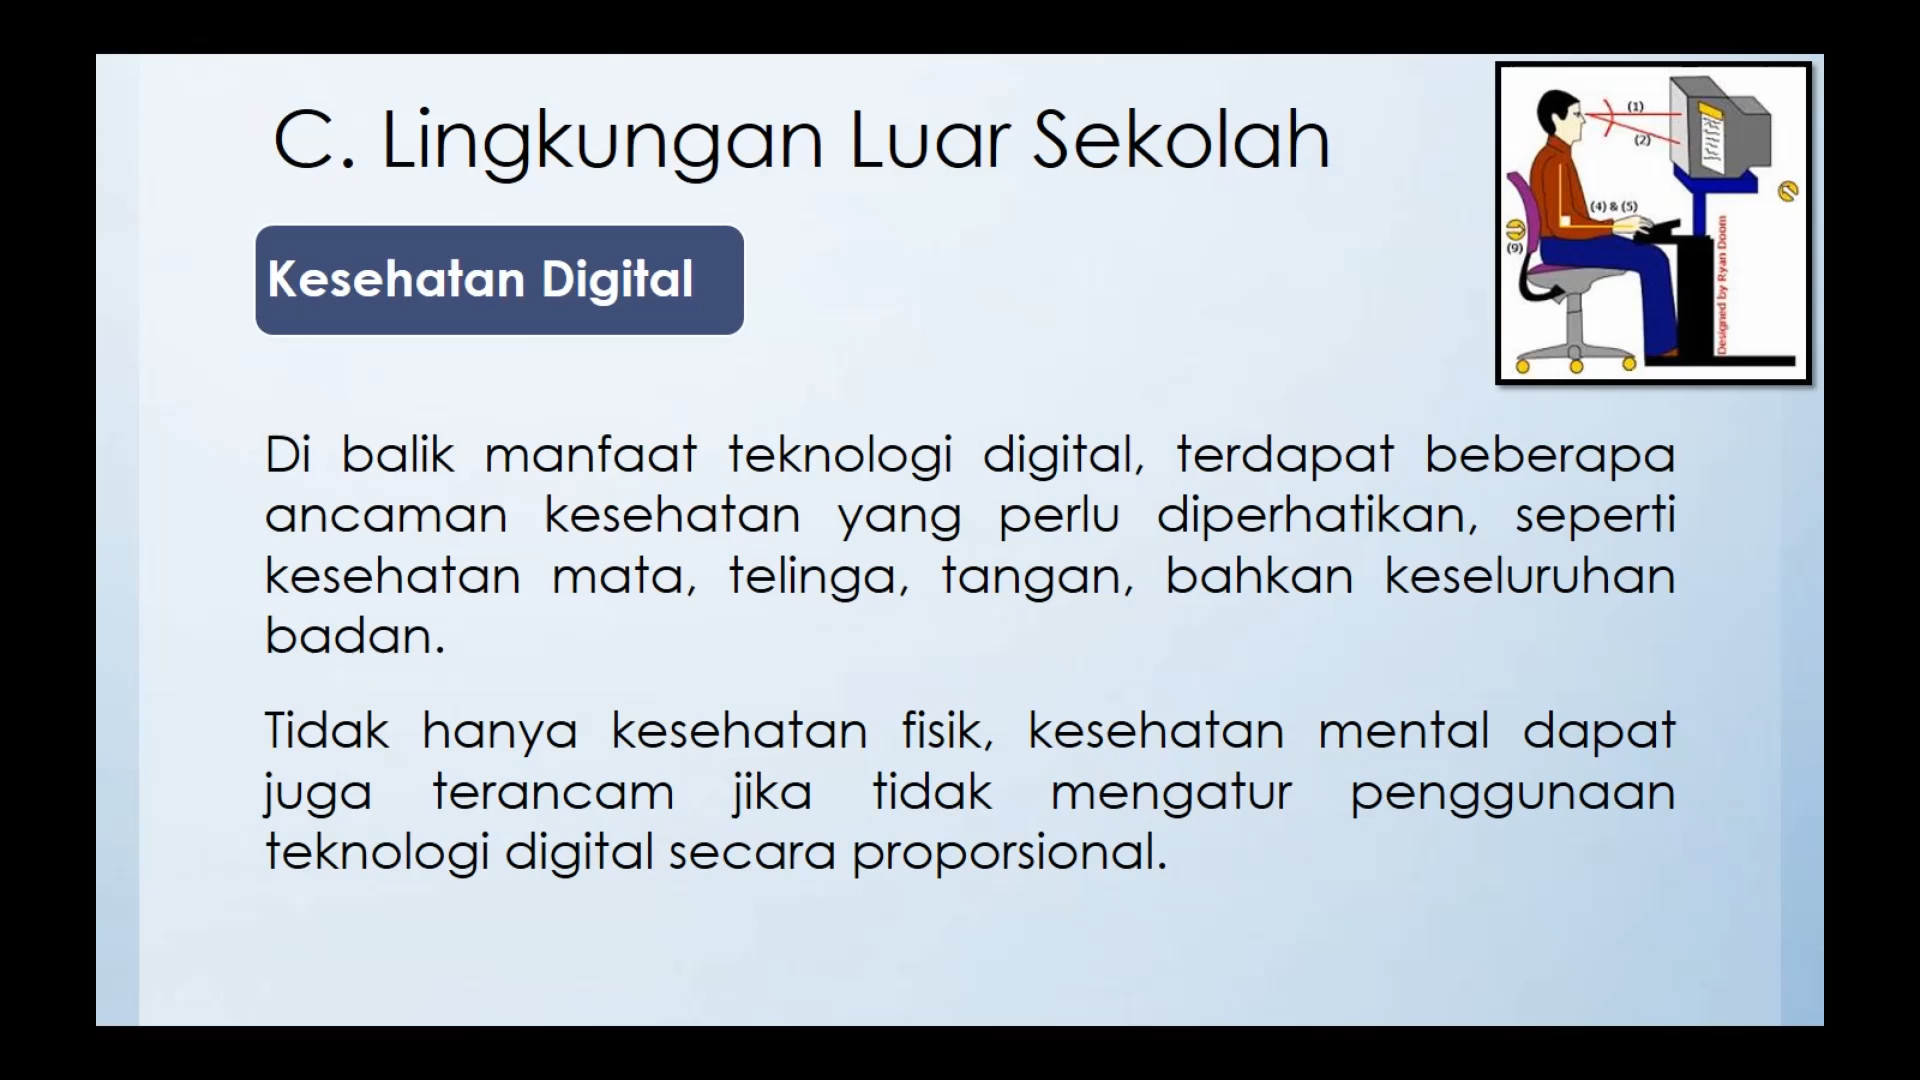 C. Lingkungan Luar Sekolah
Kesehatan Digital
(1)
(2)
(4) & (5)
(9)
Designed by Ryan Doom
Di balik manfaat teknologi digital, terdapat beberapa
ancaman kesehatan yang perlu diperhatikan, seperti
kesehatan mata, telinga, tangan, bahkan keseluruhan
badan.
Tidak hanya kesehatan fisik, kesehatan mental dapat
juga terancam jika tidak mengatur penggunaan
teknologi digital secara proporsional.